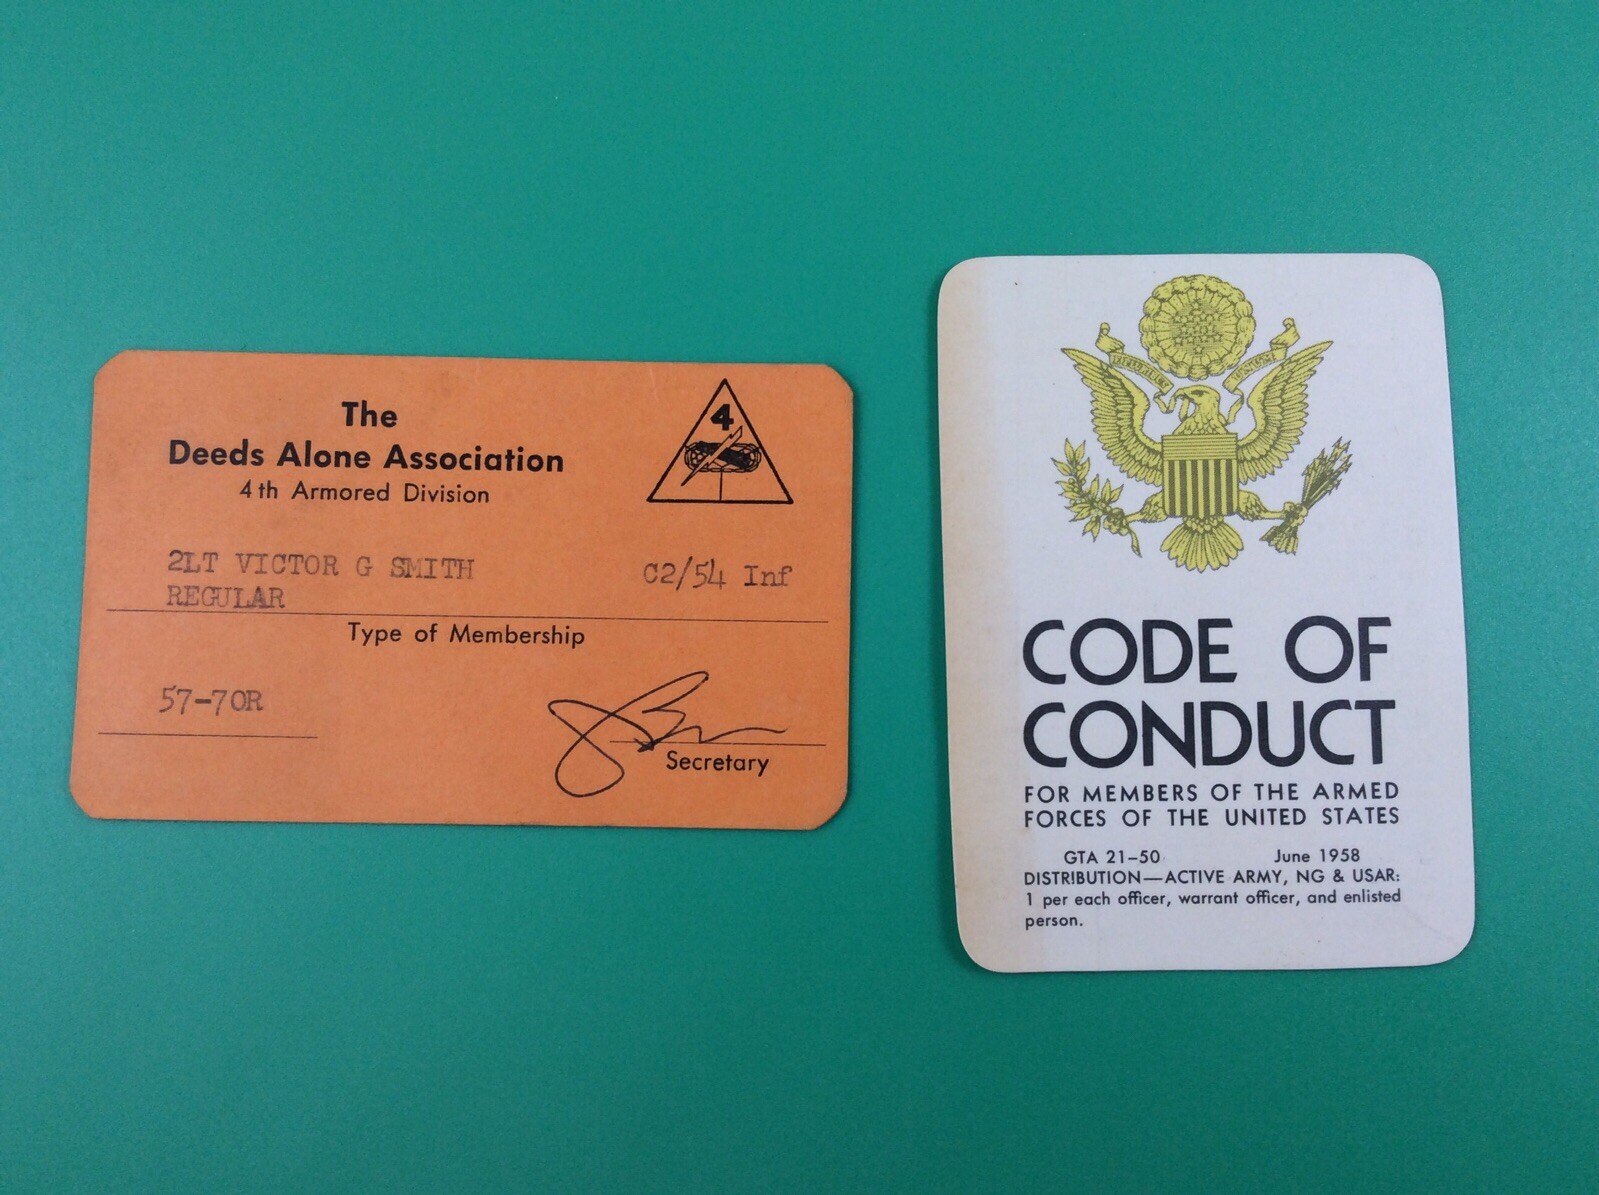 The
Deeds Alone Association
4th Armored Division
4
2LT VICTOR G SMITH C2/54 Inf
REGULAR
Type of Membership
57-70R
Secretary
CODE OF
CONDUCT
FOR MEMBERS OF THE ARMED
FORCES OF THE UNITED STATES
GTA 21-50 June 1958
DISTRIBUTION—ACTIVE ARMY, NG & USAR:
1 per each officer, warrant officer, and enlisted
person.